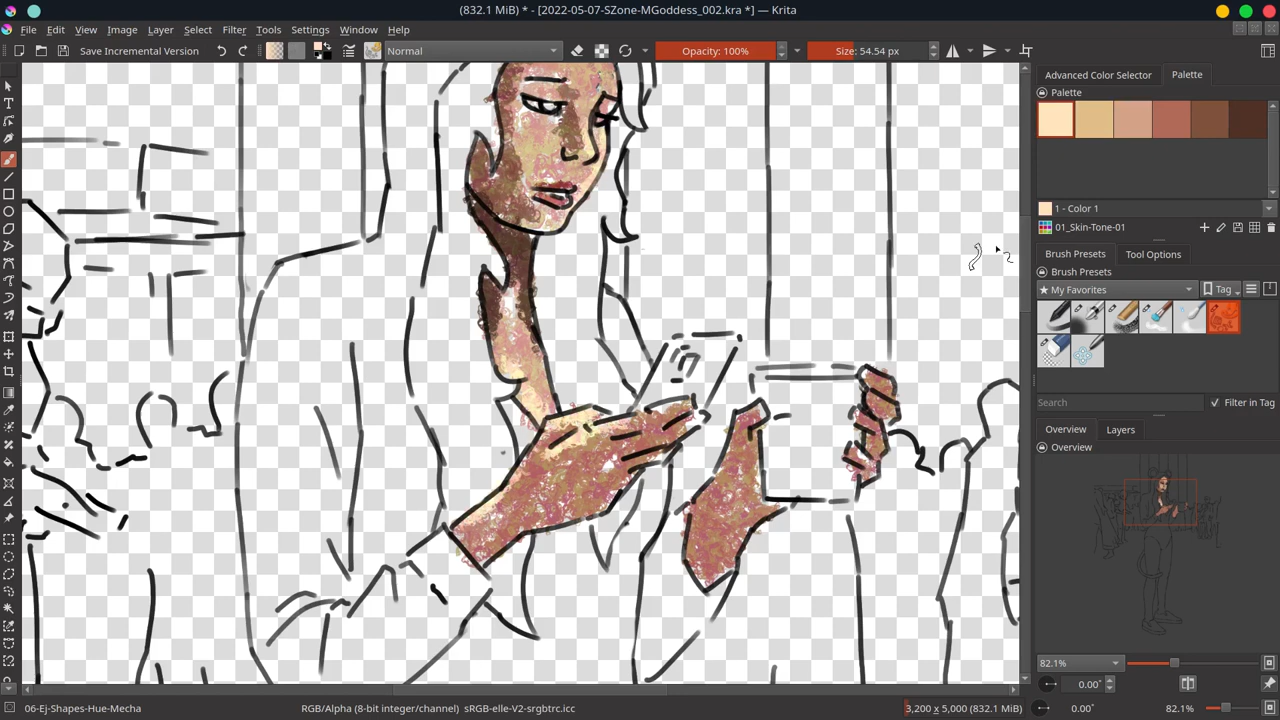 (832.1 MiB) * - [2022-05-07-SZone-MGoddess_002.kra *] — Krita
File Edit View Image Layer Select Filter Tools Settings Window Help
Save Incremental Version Normal Opacity: 100% Size: 54.54 px
Advanced Color Selector Palette
Palette
1 - Color 1
01_Skin-Tone-01
Brush Presets Tool Options
Brush Presets
★ My Favorites Tag
Search Filter in Tag
Overview Layers
Overview
82.1%
0.00°
06-Ej-Shapes-Hue-Mecha RGB/Alpha (8-bit integer/channel) sRGB-elle-V2-srgbtrc.icc 3,200 x 5,000 (832.1 MiB) 0.00° 82.1%